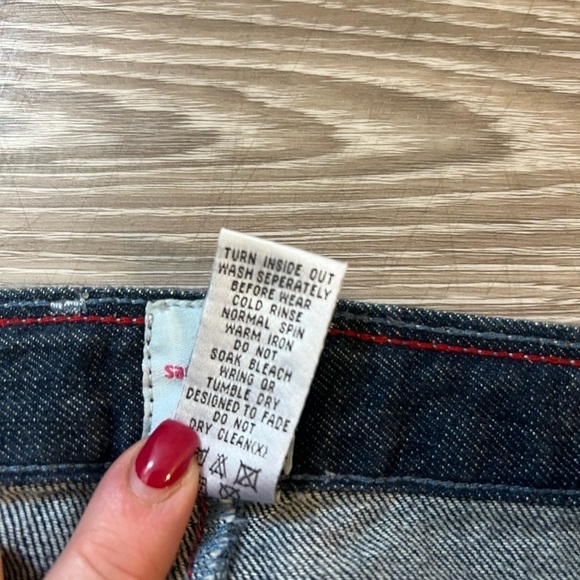 TURN INSIDE OUT
WASH SEPERATELY
BEFORE WEAR
COLD RINSE
NORMAL SPIN
WARM IRON
DO NOT
SOAK BLEACH
WRING OR
TUMBLE DRY
DESIGNED TO FADE
DO NOT
DRY CLEAN(X)